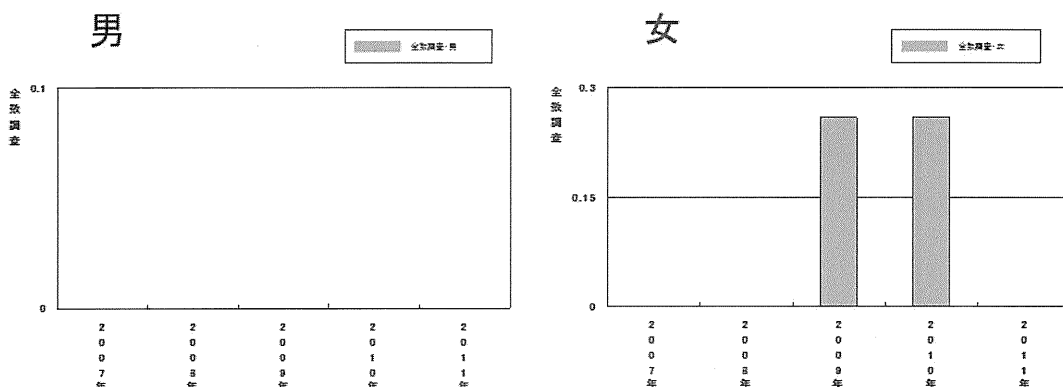 男
全数調査・男
全数調査
0.1
0
2007年
2008年
2009年
2010年
2011年
女
全数調査・女
全数調査
0.3
0.15
0
2007年
2008年
2009年
2010年
2011年